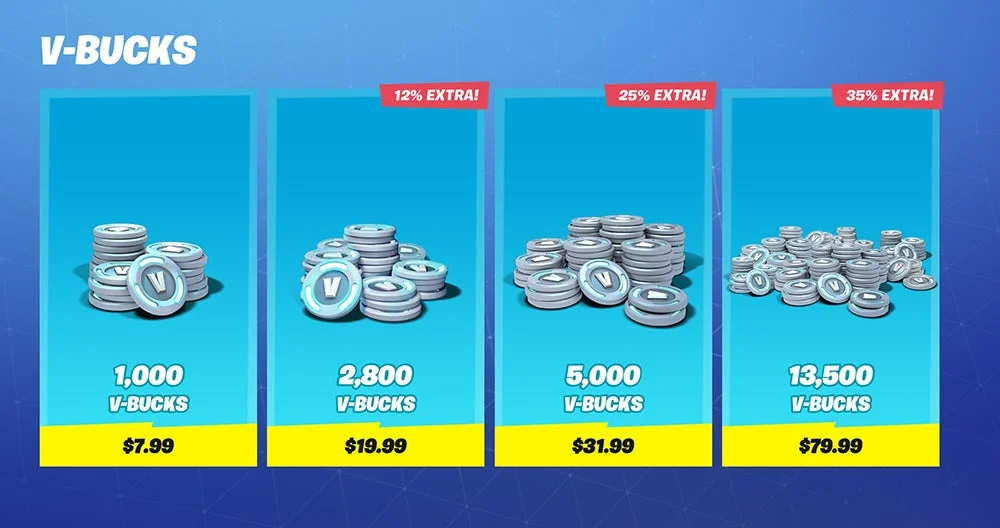 V-BUCKS
1,000
V-BUCKS
$7.99
12% EXTRA!
2,800
V-BUCKS
$19.99
25% EXTRA!
5,000
V-BUCKS
$31.99
35% EXTRA!
13,500
V-BUCKS
$79.99